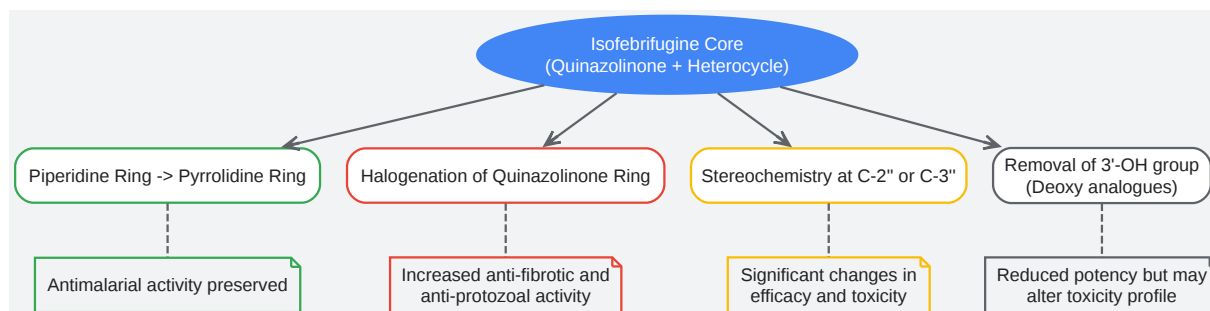 Isofebrifugine Core
(Quinazolinone + Heterocycle)
Piperidine Ring -> Pyrrolidine Ring
Halogenation of Quinazolinone Ring
Stereochemistry at C-2" or C-3"
Removal of 3'-OH group
(Deoxy analogues)
Antimalarial activity preserved
Increased anti-fibrotic and
anti-protozoal activity
Significant changes in
efficacy and toxicity
Reduced potency but may
alter toxicity profile